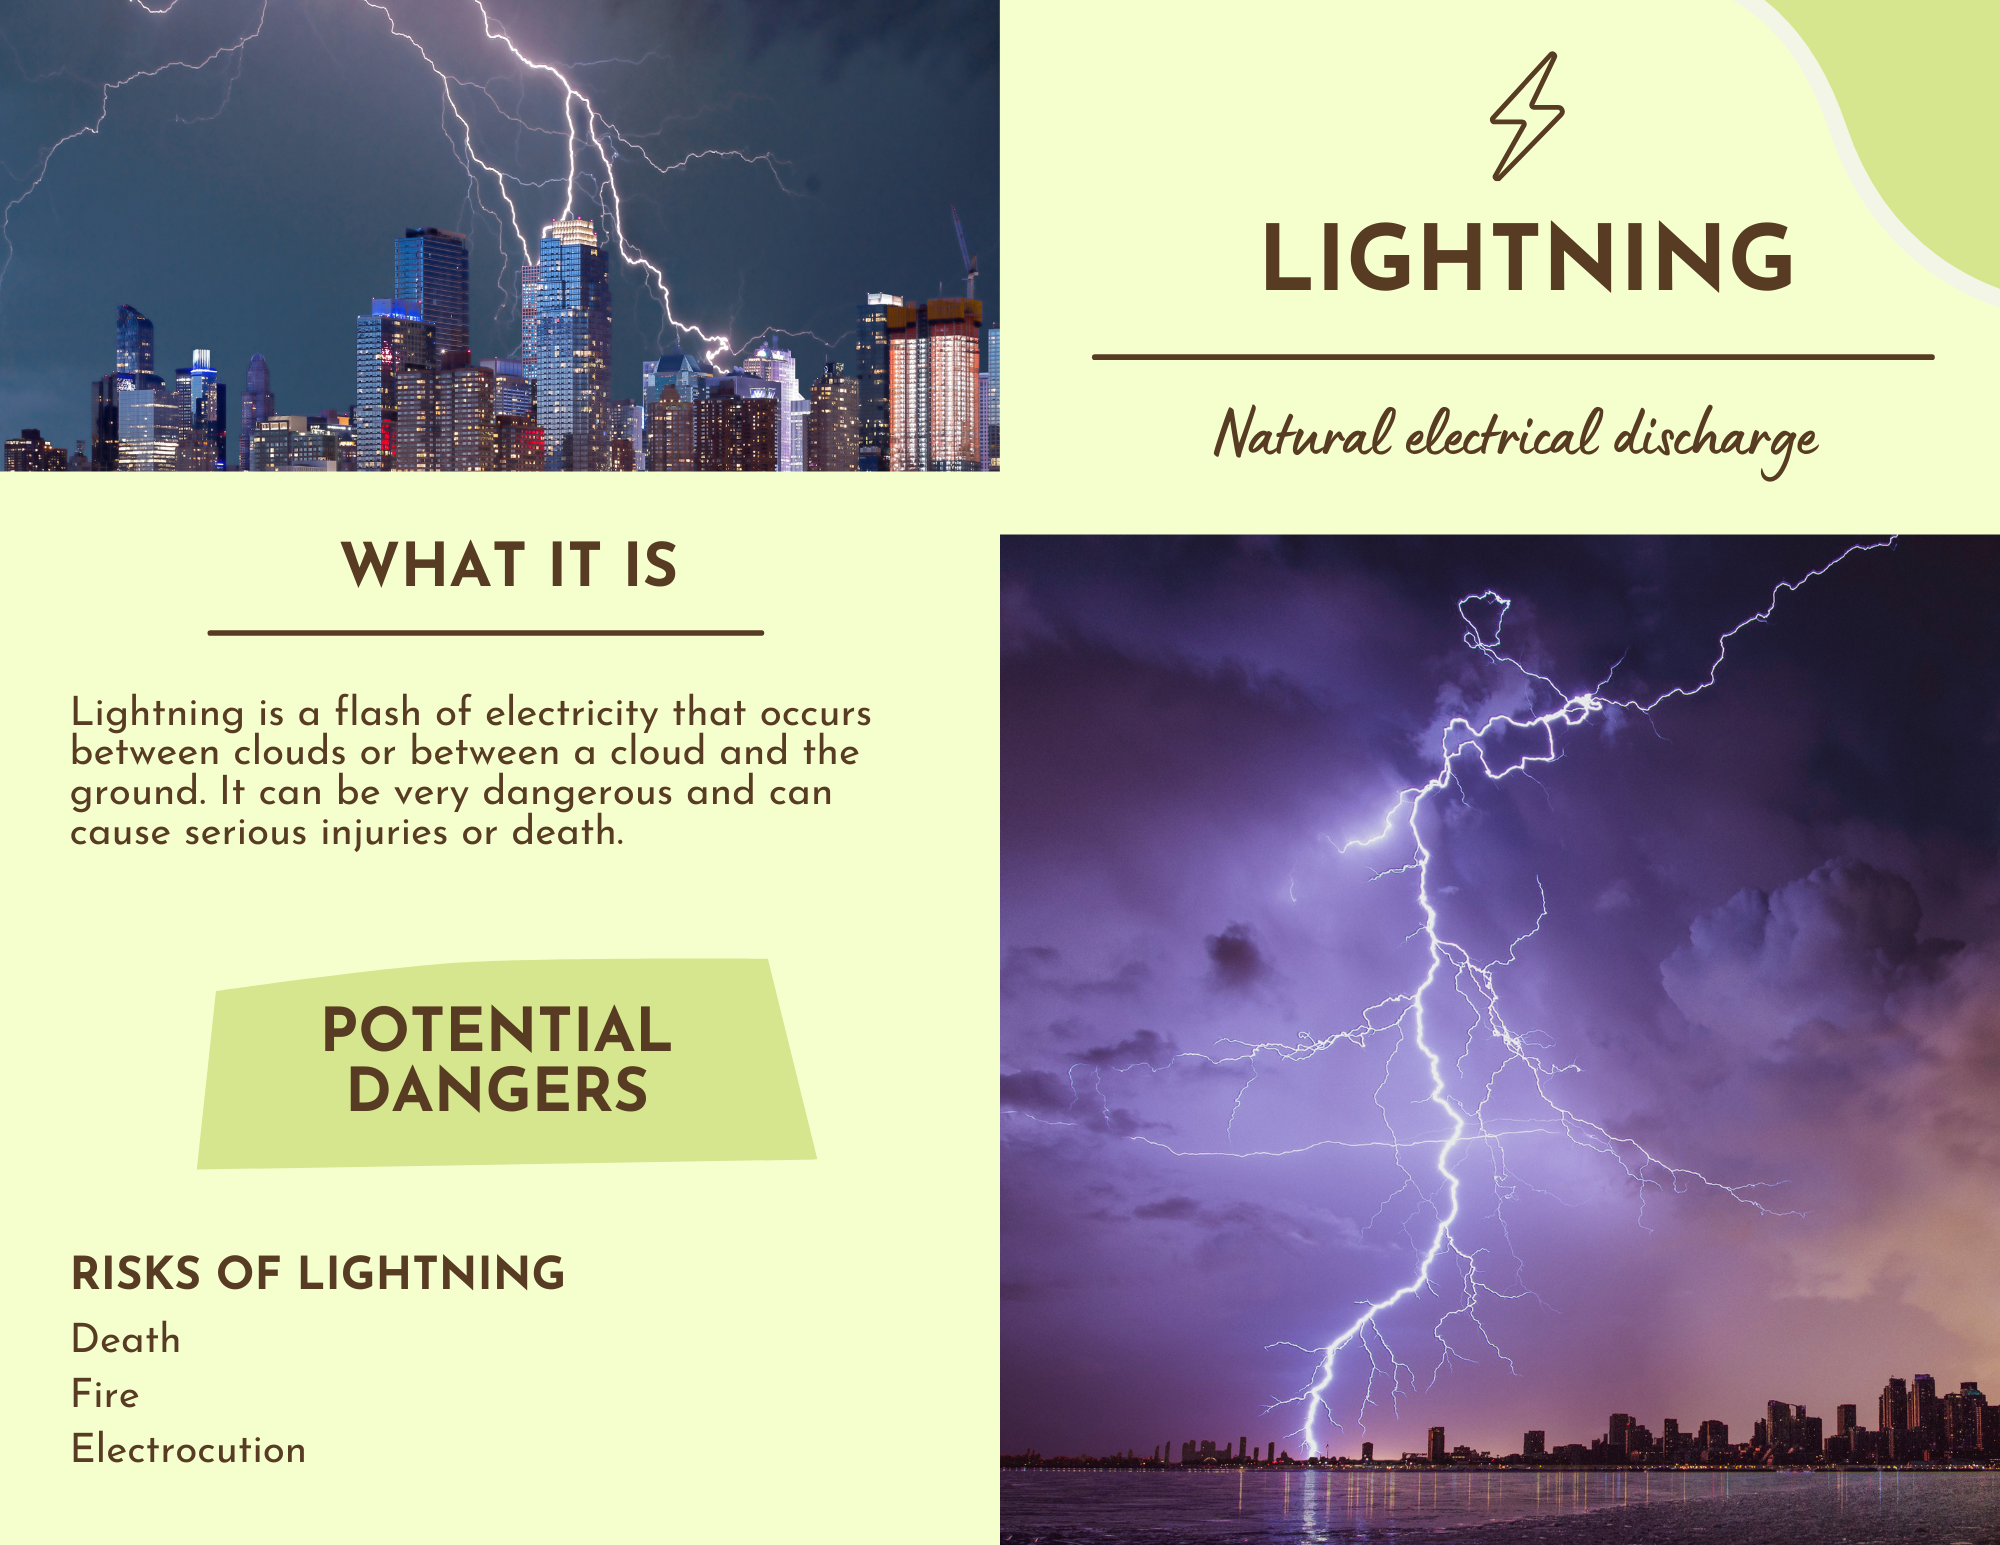 LIGHTNING
Natural electrical discharge
WHAT IT IS
Lightning is a flash of electricity that occurs
between clouds or between a cloud and the
ground. It can be very dangerous and can
cause serious injuries or death.
POTENTIAL
DANGERS
RISKS OF LIGHTNING
Death
Fire
Electrocution